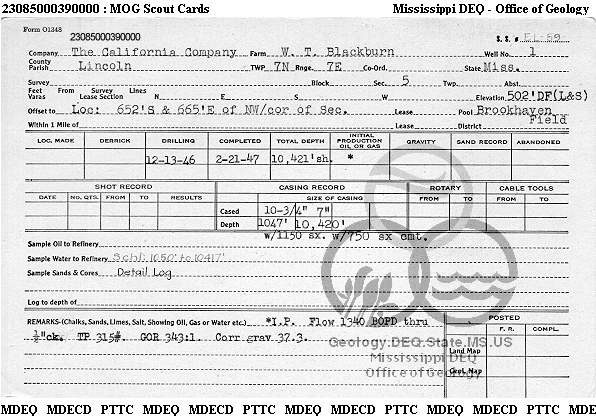 23085000390000 : MOG Scout Cards Mississippi DEQ - Office of Geology
Form O1348
23085000390000 S. S. # EL-59
Company The California Company Farm W. T. Blackburn Well No. 1
County Parish Lincoln TWP 7N Rnge. 7E Co-Ord. State Miss.
Survey Block Sec. 5 Twp. Abst.
Feet Varas From Lease Survey Section Lines N E S W Elevation 502'DF(L&S)
Offset to Loc: 652'S & 665'E of NW/cor of Sec. Lease Pool Brookhaven
Within 1 Mile of Lease District Field
LOC. MADE DERRICK DRILLING COMPLETED TOTAL DEPTH INITIAL PRODUCTION OIL OR GAS GRAVITY SAND RECORD ABANDONED
12-13-46 2-21-47 10,421'sh. *
SHOT RECORD CASING RECORD ROTARY CABLE TOOLS
DATE No. QTS. FROM TO RESULTS SIZE OF CASING FROM TO FROM TO
Cased 10-3/4" 7"
Depth 1047' 10,420'
w/1150 sx. w/750 sx cmt.
Sample Oil to Refinery
Sample Water to Refinery Schl. 1050' to 10417'
Sample Sands & Cores Detail Log
Log to depth of
REMARKS-(Chalks, Sands, Limes, Salt, Showing Oil, Gas or Water etc.) *I.P. Flow 1340 BOPD thru
½"ck. TP 315#. GOR 343:1. Corr grav 37.3.
POSTED
F. R. COMPL.
Land Map
Geol. Map
Geology.DEQ.State.MS.US
Mississippi DEQ
Office of Geology
MDEQ MDECD PTTC MDEQ MDECD PTTC MDEQ MDECD PTTC MDEQ MDECD PTTC MDEQ